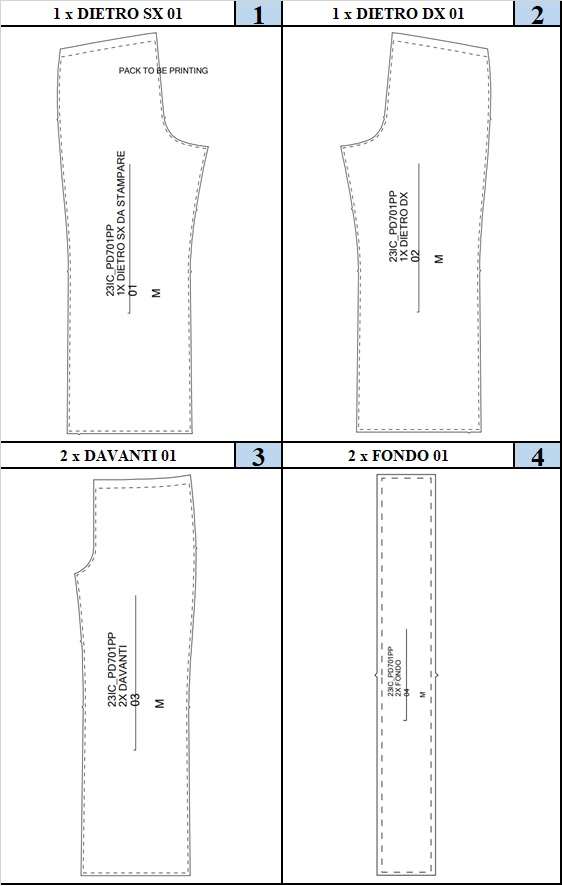 1 x DIETRO SX 01
1
1 x DIETRO DX 01
2
PACK TO BE PRINTING
23IC_PD701PP
1X DIETRO SX DA STAMPARE
01
M
23IC_PD701PP
1X DIETRO DX
02
M
2 x DAVANTI 01
3
2 x FONDO 01
4
23IC_PD701PP
2X DAVANTI
03
M
23IC_PD701PP
2X FONDO
04
M